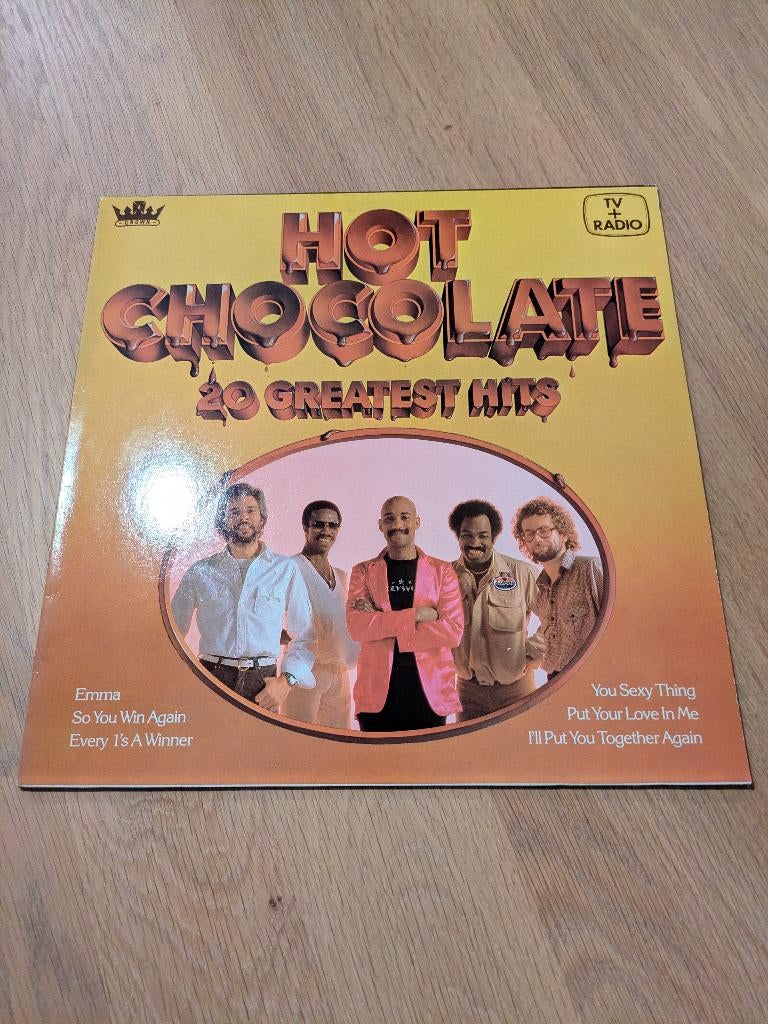 CROWN
TV
+
RADIO
HOT
CHOCOLATE
20 GREATEST HITS
Emma
So You Win Again
Every 1's A Winner
You Sexy Thing
Put Your Love In Me
I'll Put You Together Again